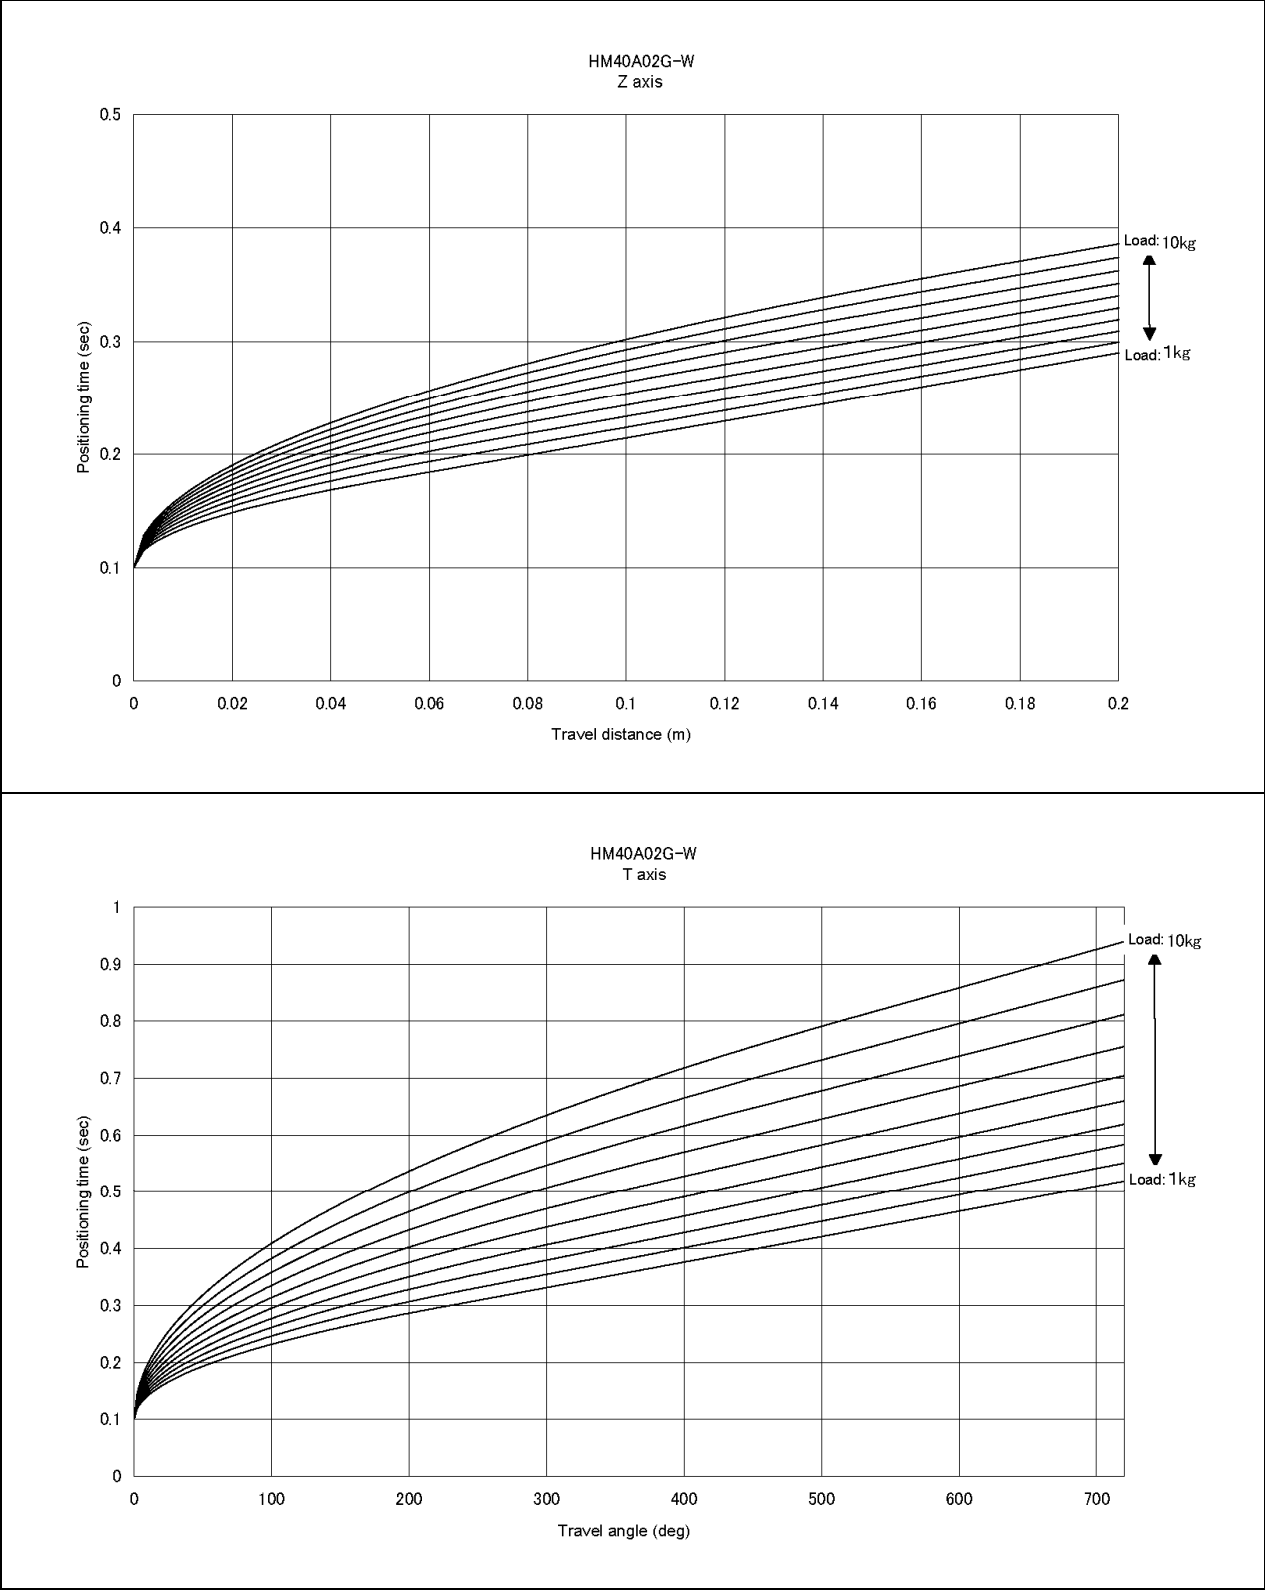 HM40A02G-W
Z axis
0.5
0.4
0.3
0.2
0.1
0
Positioning time (sec)
Load: 10kg
Load: 1kg
0 0.02 0.04 0.06 0.08 0.1 0.12 0.14 0.16 0.18 0.2
Travel distance (m)
HM40A02G-W
T axis
1
0.9
0.8
0.7
0.6
0.5
0.4
0.3
0.2
0.1
0
Positioning time (sec)
Load: 10kg
Load: 1kg
0 100 200 300 400 500 600 700
Travel angle (deg)